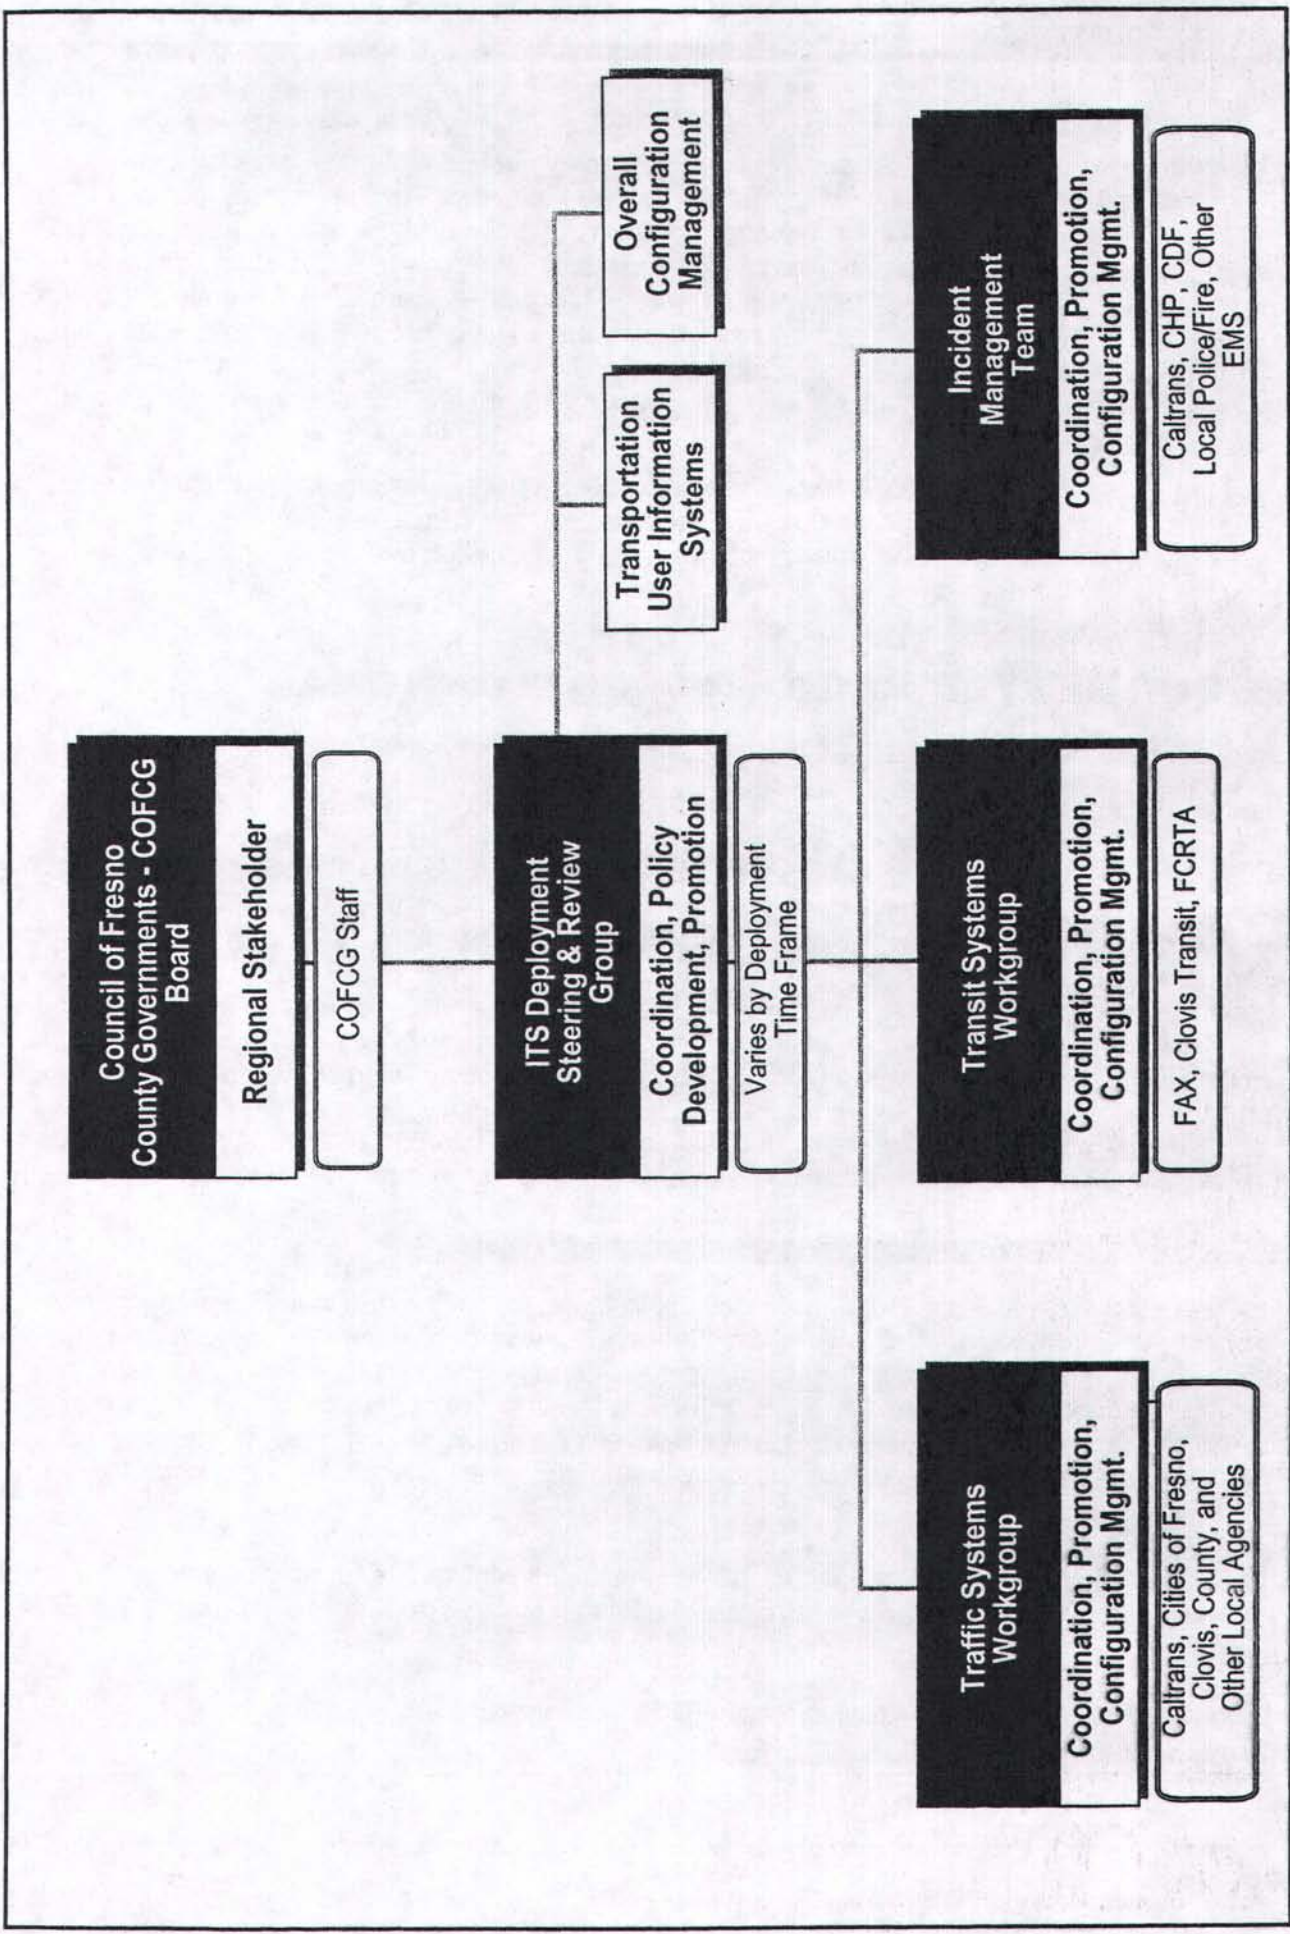 Council of Fresno
County Governments - COFCG
Board
Regional Stakeholder
COFCG Staff
ITS Deployment
Steering & Review
Group
Coordination, Policy
Development, Promotion
Varies by Deployment
Time Frame
Transportation
User Information
Systems
Overall
Configuration
Management
Traffic Systems
Workgroup
Coordination, Promotion,
Configuration Mgmt.
Caltrans, Cities of Fresno,
Clovis, County, and
Other Local Agencies
Transit Systems
Workgroup
Coordination, Promotion,
Configuration Mgmt.
FAX, Clovis Transit, FCRTA
Incident
Management
Team
Coordination, Promotion,
Configuration Mgmt.
Caltrans, CHP, CDF,
Local Police/Fire, Other
EMS